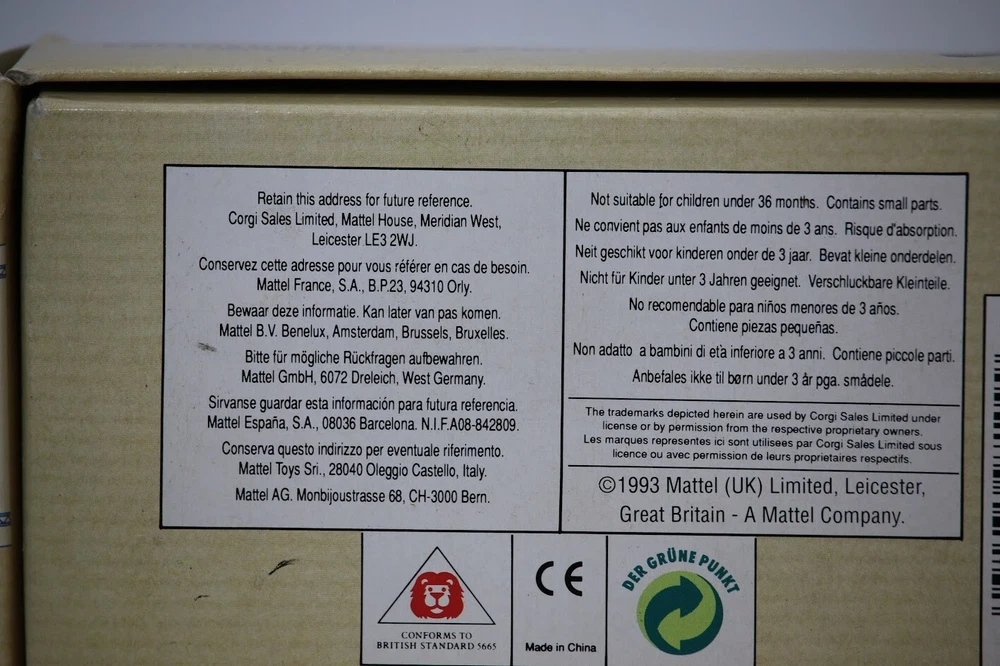 Retain this address for future reference.
Corgi Sales Limited, Mattel House, Meridian West,
Leicester LE3 2WJ.
Conservez cette adresse pour vous référer en cas de besoin.
Mattel France, S.A., B.P.23, 94310 Orly.
Bewaar deze informatie. Kan later van pas komen.
Mattel B.V. Benelux, Amsterdam, Brussels, Bruxelles.
Bitte für mögliche Rückfragen aufbewahren.
Mattel GmbH, 6072 Dreleich, West Germany.
Sirvanse guardar esta información para futura referencia.
Mattel España, S.A., 08036 Barcelona. N.I.F.A08-842809.
Conserva questo indirizzo per eventuale riferimento.
Mattel Toys Sri., 28040 Oleggio Castello, Italy.
Mattel AG. Monbijoustrasse 68, CH-3000 Bern.
Not suitable for children under 36 months. Contains small parts.
Ne convient pas aux enfants de moins de 3 ans. Risque d'absorption.
Neit geschikt voor kinderen onder de 3 jaar. Bevat kleine onderdelen.
Nicht für Kinder unter 3 Jahren geeignet. Verschluckbare Kleinteile.
No recomendable para niños menores de 3 años.
Contiene piezas pequeñas.
Non adatto a bambini di età inferiore a 3 anni. Contiene piccole parti.
Anbefales ikke til børn under 3 år pga. smådele.
The trademarks depicted herein are used by Corgi Sales Limited under
license or by permission from the respective proprietary owners.
Les marques representes ici sont utilisees par Corgi Sales Limited sous
licence ou avec permission de leurs proprietaires respectifs.
©1993 Mattel (UK) Limited, Leicester,
Great Britain - A Mattel Company.
CONFORMS TO
BRITISH STANDARD 5665
CE
Made in China
DER GRÜNE PUNKT